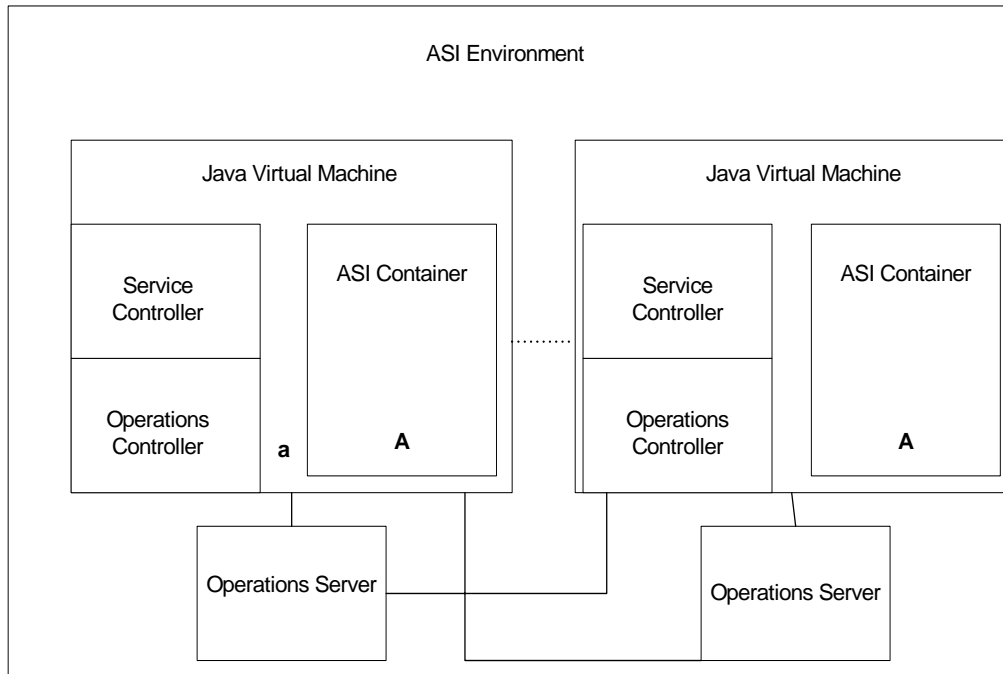 ASI Environment
Java Virtual Machine
Service
Controller
Operations
Controller
a
ASI Container
A
Java Virtual Machine
Service
Controller
Operations
Controller
ASI Container
A
Operations Server
Operations Server